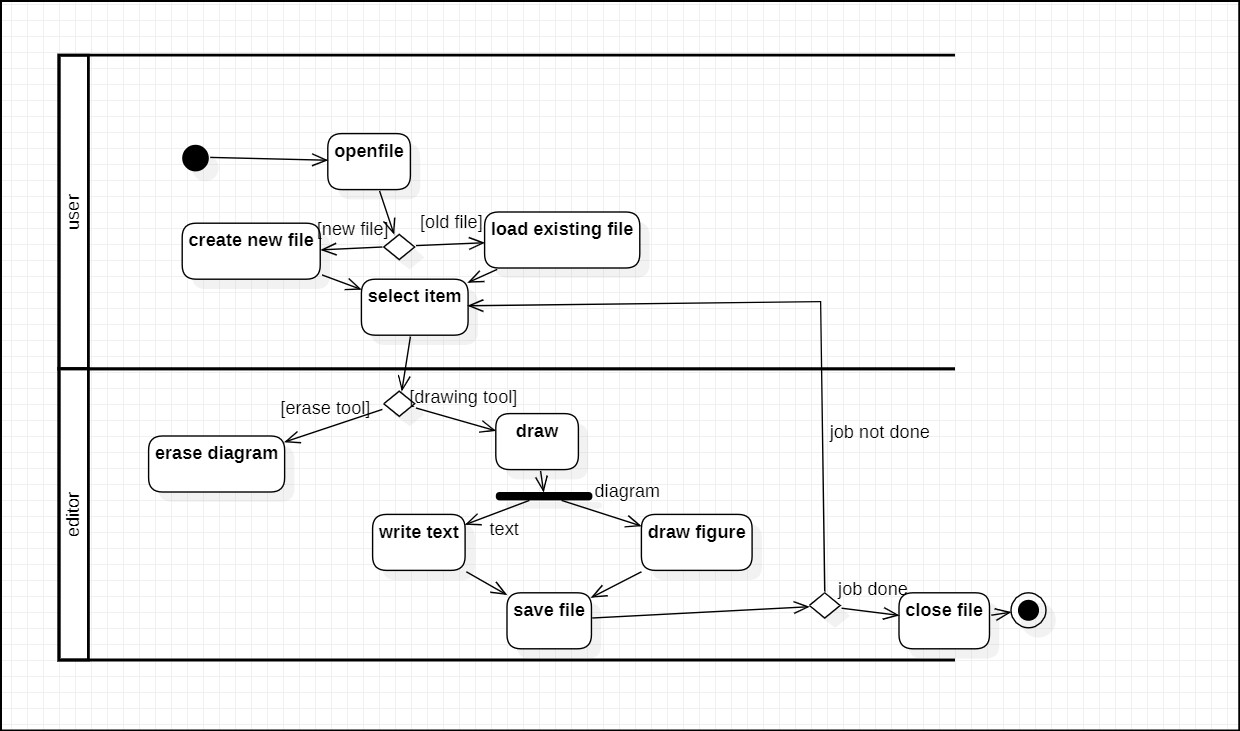 user
openfile
[new file]
[old file]
create new file
load existing file
select item
editor
[erase tool]
[drawing tool]
erase diagram
draw
job not done
diagram
write text
text
draw figure
save file
job done
close file